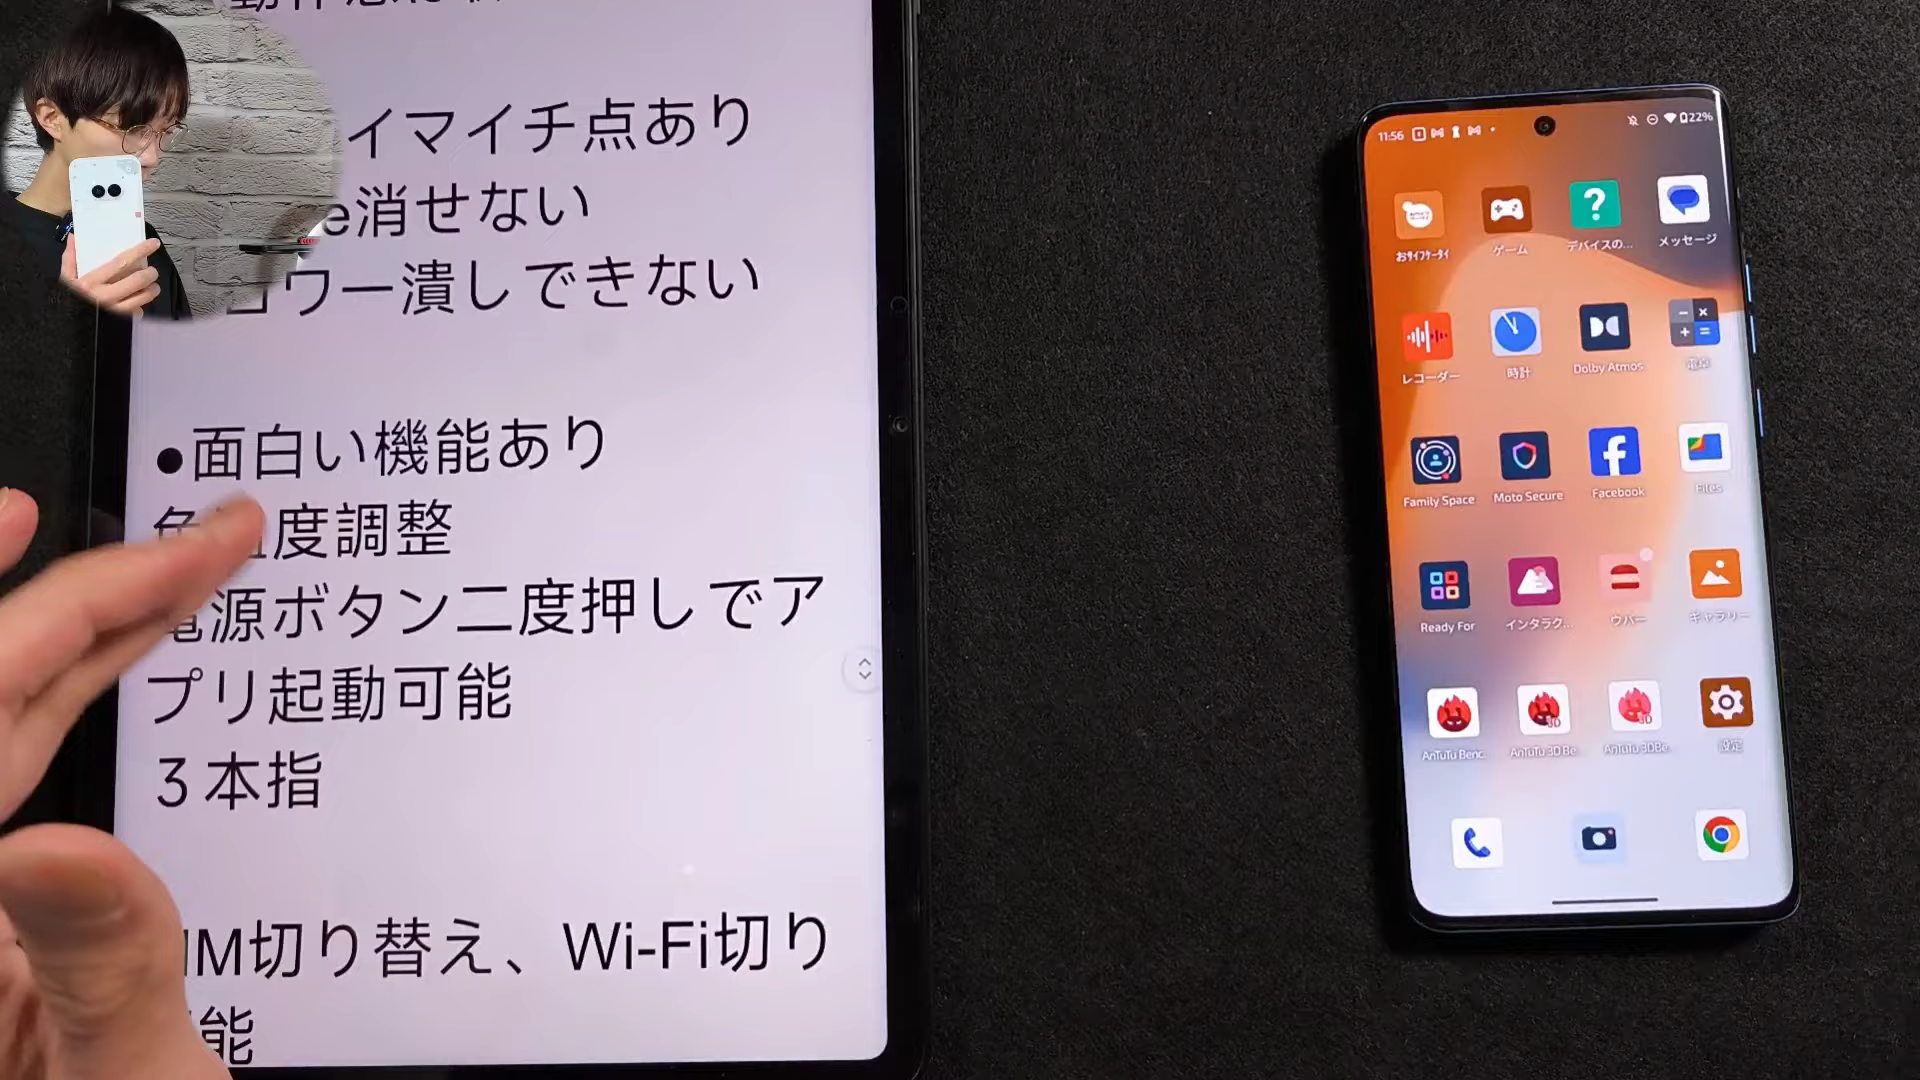 イマイチ点あり
e消せない
ワー潰しできない
●面白い機能あり
度調整
電源ボタン二度押しでア
プリ起動可能
3本指
IM切り替え、Wi-Fi切り
能
11:56
22%
おサイフケータイ
ゲーム
デバイスの...
メッセージ
レコーダー
時計
Dolby Atmos
電卓
Family Space
Moto Secure
Facebook
Files
Ready For
インタラク...
ウバー
ギャラリー
AnTuTu Benc.
AnTuTu 3D Be
AnTuTu 3DBe.
設定